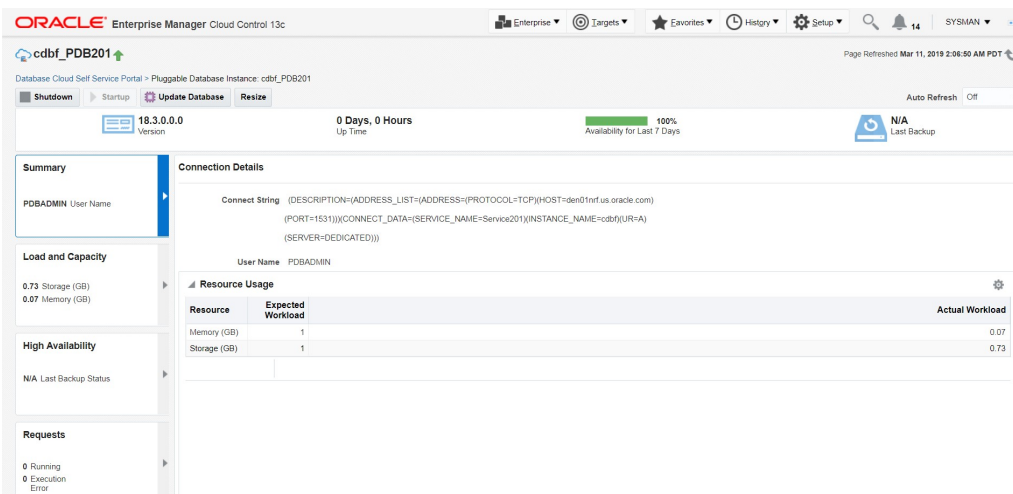 ORACLE® Enterprise Manager Cloud Control 13c
Enterprise ▼ Targets ▼ Favorites ▼ History ▼ Setup ▼ 14 SYSMAN ▼
cdbf_PDB201
Page Refreshed Mar 11, 2019 2:06:50 AM PDT
Database Cloud Self Service Portal > Pluggable Database Instance: cdbf_PDB201
Shutdown Startup Update Database Resize
Auto Refresh Off
18.3.0.0.0
Version
0 Days, 0 Hours
Up Time
100%
Availability for Last 7 Days
N/A
Last Backup
Summary
PDBADMIN User Name
Load and Capacity
0.73 Storage (GB)
0.07 Memory (GB)
High Availability
N/A Last Backup Status
Requests
0 Running
0 Execution
Error
Connection Details
Connect String (DESCRIPTION=(ADDRESS_LIST=(ADDRESS=(PROTOCOL=TCP)(HOST=den01nrf.us.oracle.com)
(PORT=1531)))(CONNECT_DATA=(SERVICE_NAME=Service201)(INSTANCE_NAME=cdbf)(UR=A)
(SERVER=DEDICATED)))
User Name PDBADMIN
Resource Usage
Resource Expected Workload Actual Workload
Memory (GB) 1 0.07
Storage (GB) 1 0.73